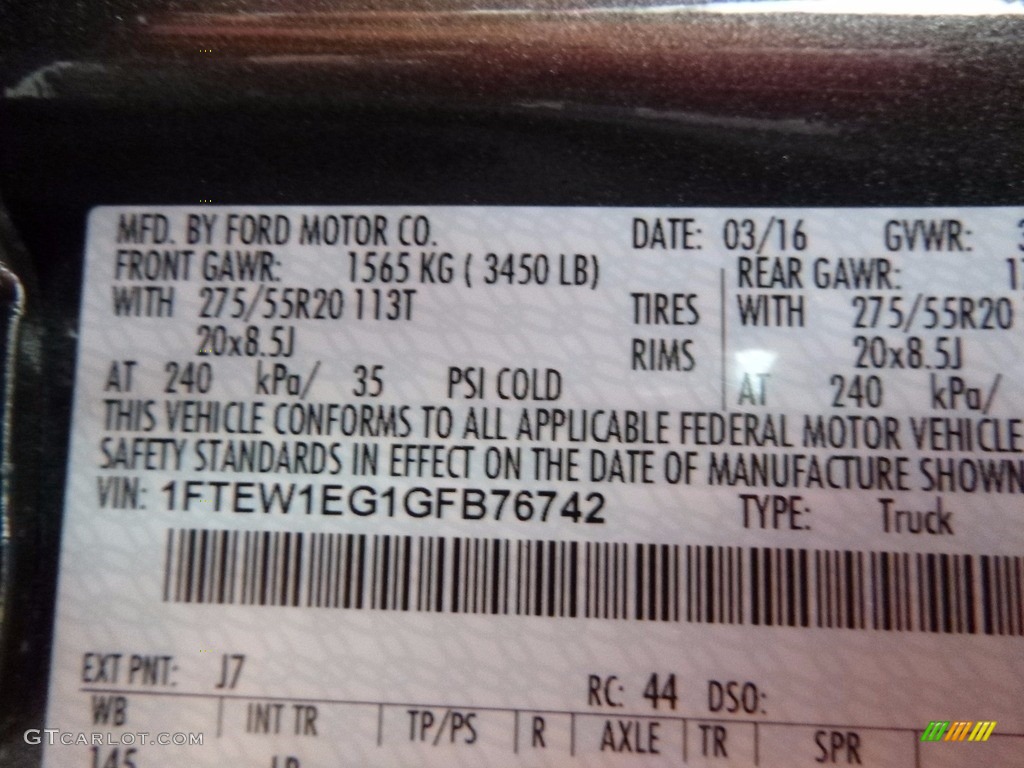 MFD. BY FORD MOTOR CO. DATE: 03/16 GVWR:
FRONT GAWR: 1565 KG ( 3450 LB) REAR GAWR:
WITH 275/55R20 113T TIRES WITH 275/55R20
20x8.5J RIMS 20x8.5J
AT 240 kPa/ 35 PSI COLD AT 240 kPa/
THIS VEHICLE CONFORMS TO ALL APPLICABLE FEDERAL MOTOR VEHICLE
SAFETY STANDARDS IN EFFECT ON THE DATE OF MANUFACTURE SHOWN
VIN: 1FTEW1EG1GFB76742 TYPE: Truck
EXT PNT: J7 RC: 44 DSO:
WB INT TR TP/PS R AXLE TR SPR
145
GTCARLOT.COM